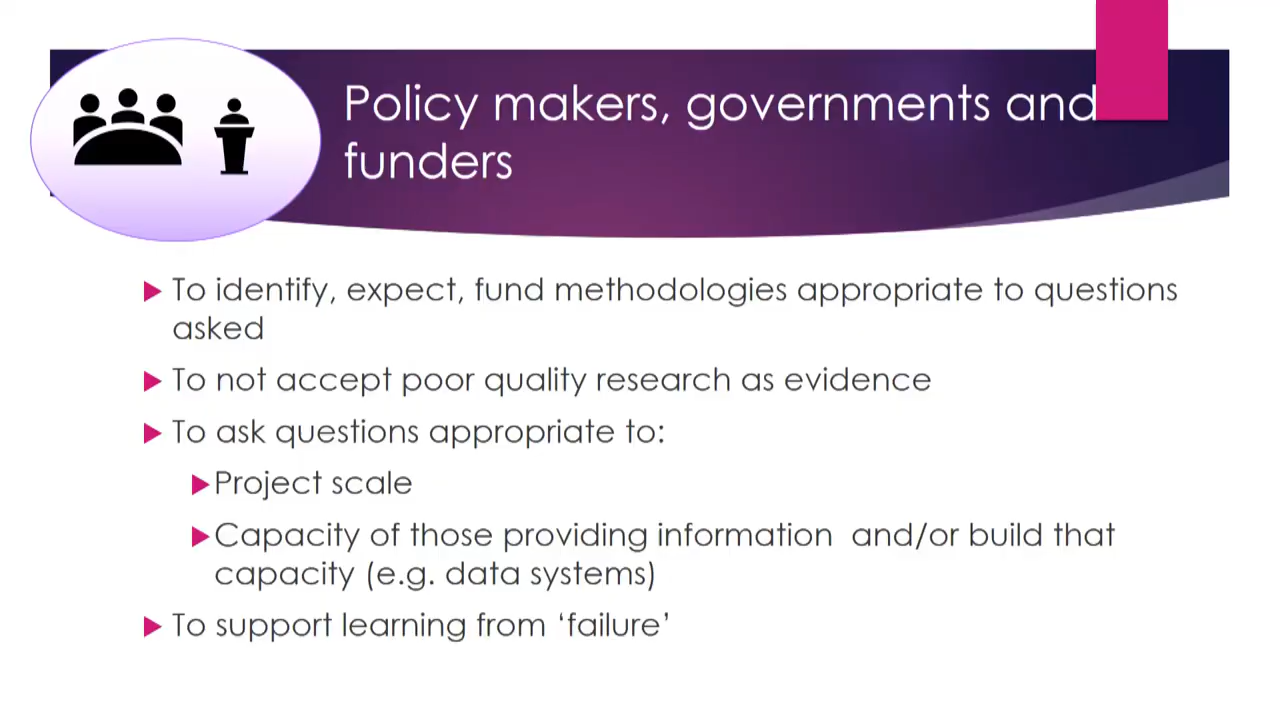 Policy makers, governments and
funders
To identify, expect, fund methodologies appropriate to questions
asked
To not accept poor quality research as evidence
To ask questions appropriate to:
Project scale
Capacity of those providing information  and/or build that
capacity (e.g. data systems)
To support learning from ‘failure’